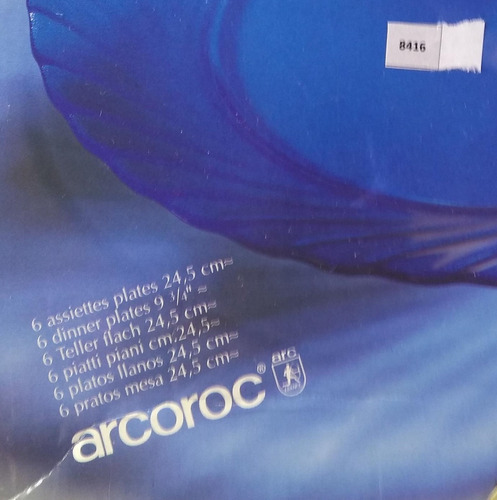 8416
6 assiettes plates 24,5 cm≈
6 dinner plates 9 1/4" ≈
6 Teller flach 24,5 cm≈
6 piatti piani cm.24,5≈
6 platos llanos 24,5 cm≈
6 pratos mesa 24,5 cm≈
arcoroc® arc